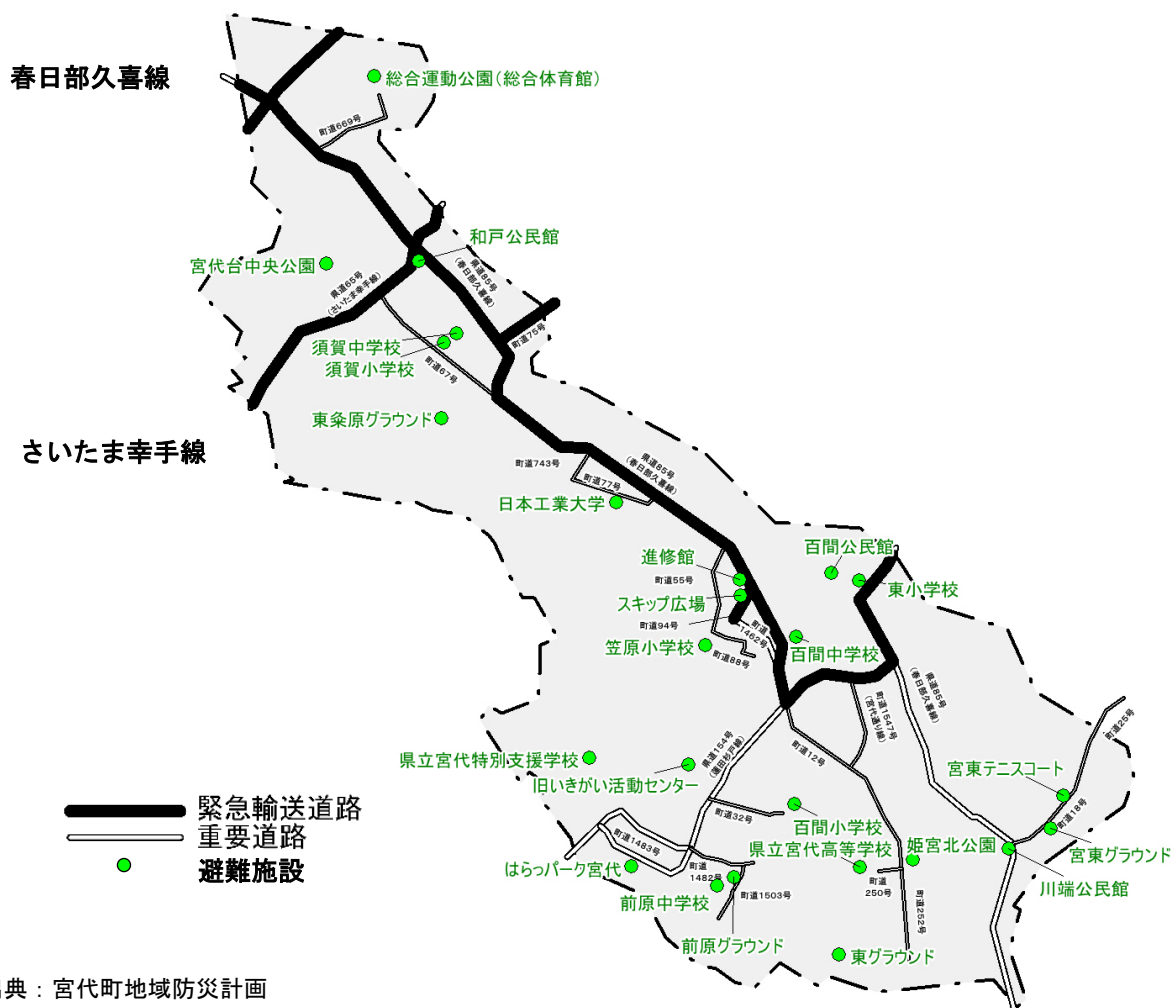 春日部久喜線
総合運動公園(総合体育館)
町道669号
和戸公民館
宮代台中央公園
県道65号
(さいたま幸手線)
県道85号
(春日部久喜線)
町道75号
須賀中学校
須賀小学校
町道67号
東粂原グラウンド
さいたま幸手線
町道743号
町道77号
県道85号
(春日部久喜線)
日本工業大学
進修館
百間公民館
東小学校
町道55号
スキップ広場
町道94号
町道
1462号
笠原小学校
町道88号
百間中学校
県道85号
(春日部久喜線)
町道1547号
(宮代通り線)
町道25号
県道154号
(蓮田杉戸線)
町道12号
県立宮代特別支援学校
旧いきがい活動センター
宮東テニスコート
町道18号
緊急輸送道路
重要道路
避難施設
町道32号
百間小学校
町道1483号
県立宮代高等学校
姫宮北公園
宮東グラウンド
はらっパーク宮代
町道
1482号
町道
250号
川端公民館
前原中学校
町道1503号
町道252号
前原グラウンド
東グラウンド
典：宮代町地域防災計画